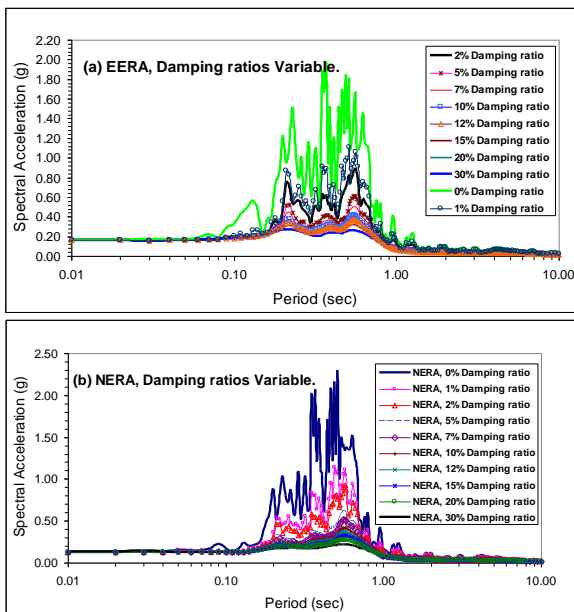 (a) EERA, Damping ratios Variable.
Spectral Acceleration (g)
2.20
2.00
1.80
1.60
1.40
1.20
1.00
0.80
0.60
0.40
0.20
0.00
0.01
0.10
1.00
10.00
Period (sec)
2% Damping ratio
5% Damping ratio
7% Damping ratio
10% Damping ratio
12% Damping ratio
15% Damping ratio
20% Damping ratio
30% Damping ratio
0% Damping ratio
1% Damping ratio
(b) NERA, Damping ratios Variable.
Spectral Acceleration (g)
2.50
2.00
1.50
1.00
0.50
0.00
0.01
0.10
1.00
10.00
Period (sec)
NERA, 0% Damping ratio
NERA, 1% Damping ratio
NERA, 2% Damping ratio
NERA, 5% Damping ratio
NERA, 7% Damping ratio
NERA, 10% Damping ratio
NERA, 12% Damping ratio
NERA, 15% Damping ratio
NERA, 20% Damping ratio
NERA, 30% Damping ratio